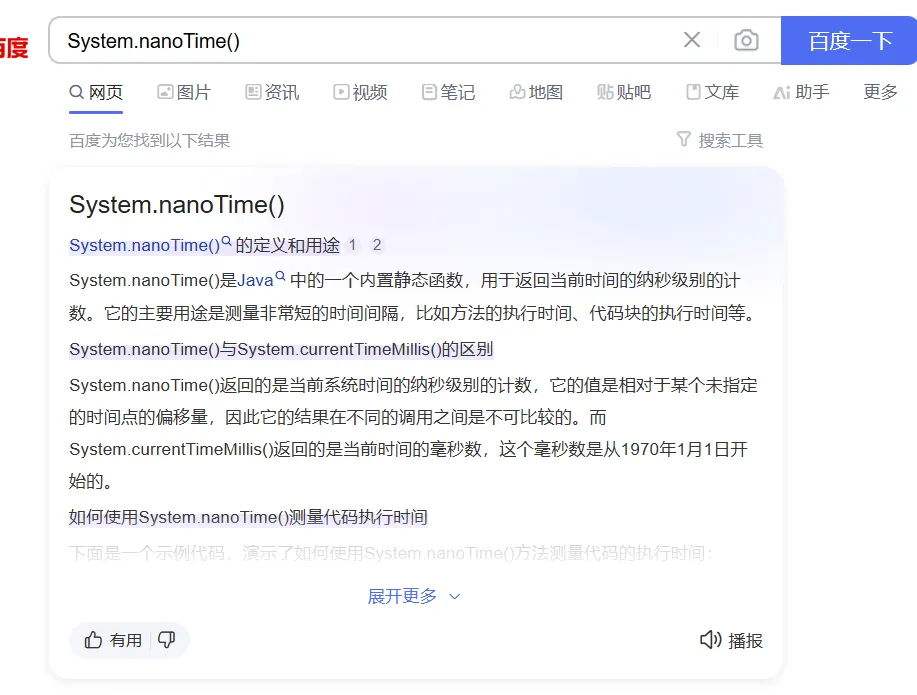 百度
System.nanoTime()
百度一下
网页 图片 资讯 视频 笔记 地图 贴吧 文库 助手 更多
百度为您找到以下结果 搜索工具
System.nanoTime()
System.nanoTime() 的定义和用途 1 2
System.nanoTime()是Java 中的一个内置静态函数，用于返回当前时间的纳秒级别的计
数。它的主要用途是测量非常短的时间间隔，比如方法的执行时间、代码块的执行时间等。
System.nanoTime()与System.currentTimeMillis()的区别
System.nanoTime()返回的是当前系统时间的纳秒级别的计数，它的值是相对于某个未指定
的时间点的偏移量，因此它的结果在不同的调用之间是不可比较的。而
System.currentTimeMillis()返回的是当前时间的毫秒数，这个毫秒数是从1970年1月1日开
始的。
如何使用System.nanoTime()测量代码执行时间
下面是一个示例代码，演示了如何使用System.nanoTime()方法测量代码的执行时间：
展开更多
有用 播报